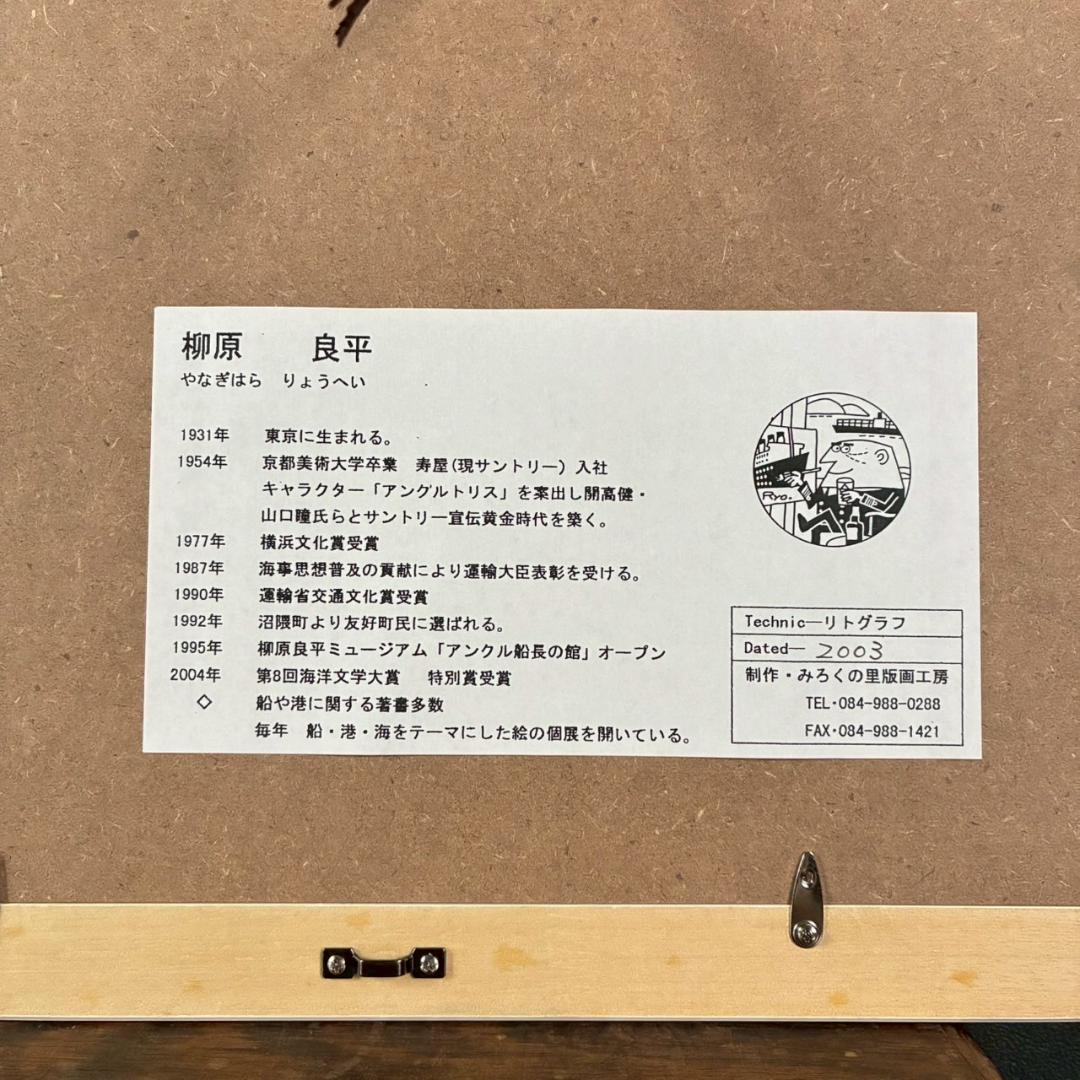 柳原　良平
やなぎはら　りょうへい
1931年　東京に生まれる。
1954年　京都美術大学卒業　寿屋(現サントリー)入社
キャラクター「アンクルトリス」を案出し開高健・
山口瞳氏らとサントリー宣伝黄金時代を築く。
1977年　横浜文化賞受賞
1987年　海事思想普及の貢献により運輸大臣表彰を受ける。
1990年　運輸省交通文化賞受賞
1992年　沼隈町より友好町民に選ばれる。
1995年　柳原良平ミュージアム「アンクル船長の館」オープン
2004年　第8回海洋文学大賞　特別賞受賞
◇　船や港に関する著書多数
毎年　船・港・海をテーマにした絵の個展を開いている。
Ryo.
Technic―リトグラフ
Dated― 2003
制作・みろくの里版画工房
TEL・084-988-0288
FAX・084-988-1421